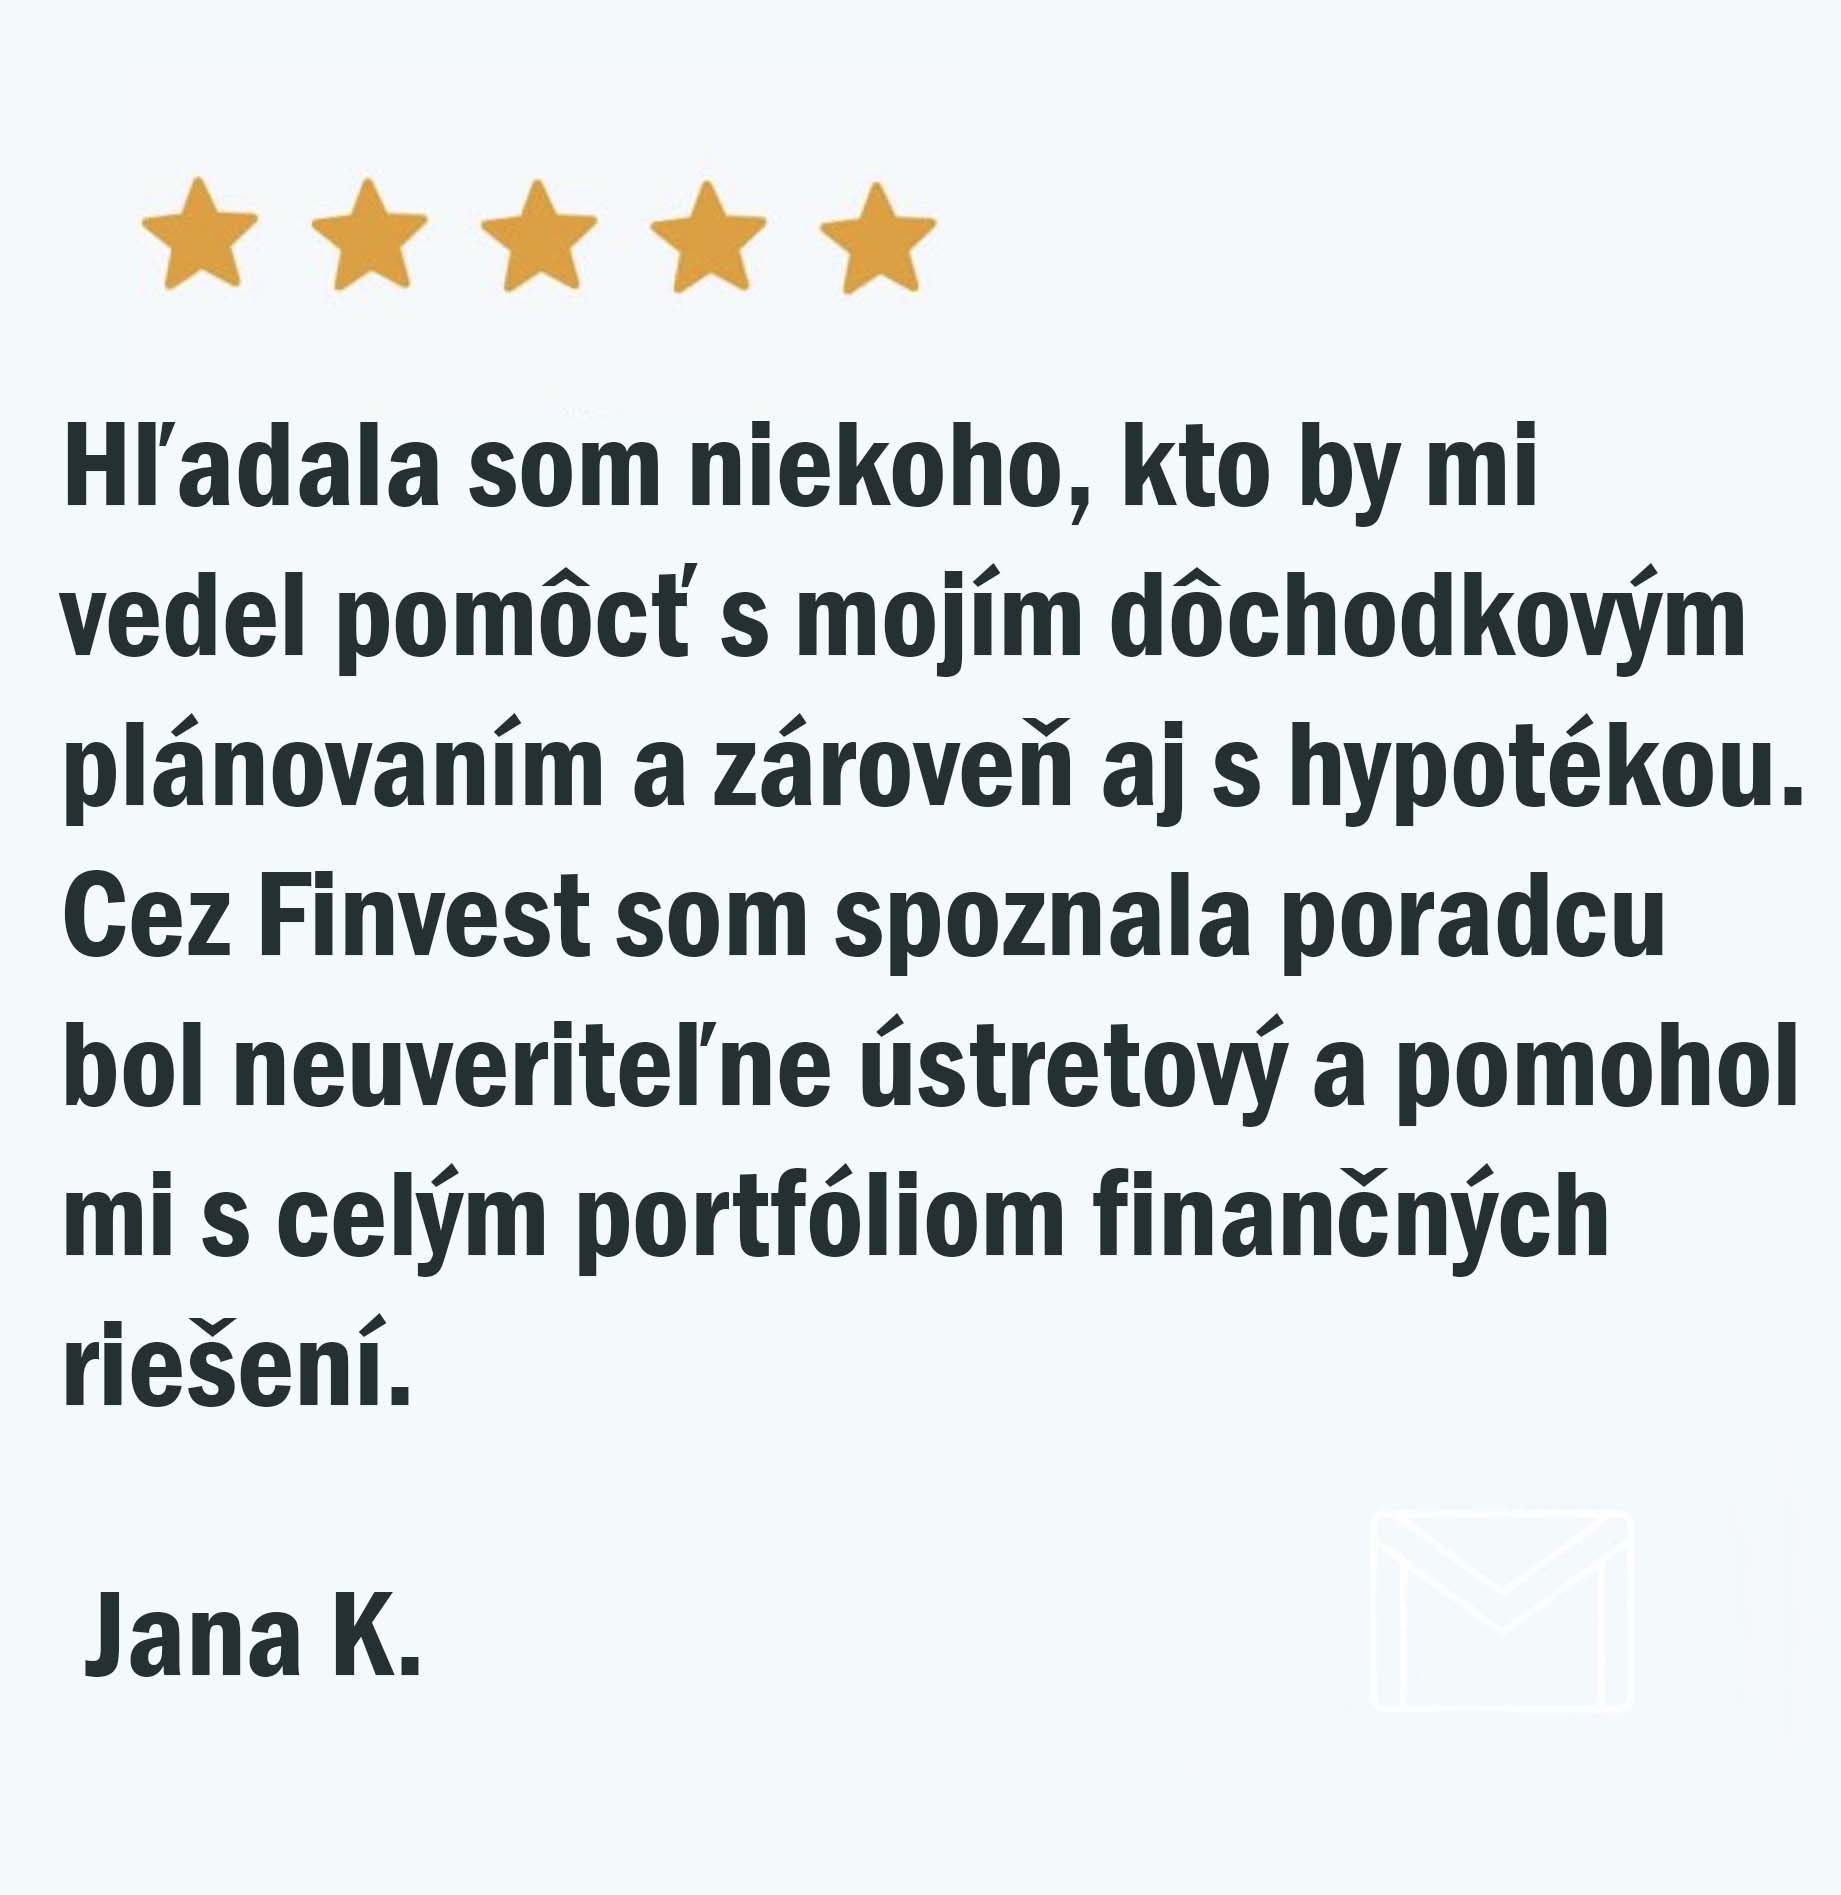 Hľadala som niekoho, kto by mi
vedel pomôcť s mojím dôchodkovým
plánovaním a zároveň aj s hypotékou.
Cez Finvest som spoznala poradcu
bol neuveriteľne ústretový a pomohol
mi s celým portfóliom finančných
riešení.
Jana K.